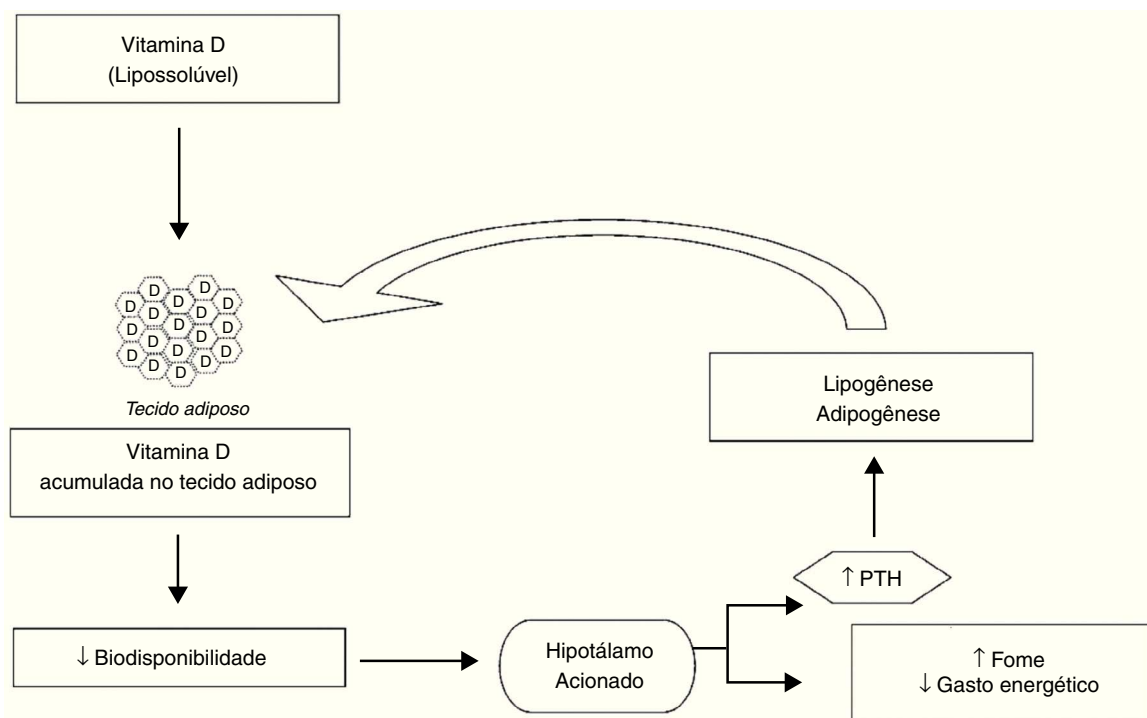 Vitamina D
(Lipossolúvel)
D D D D D D D D D D D D D D D D D D
Tecido adiposo
Vitamina D
acumulada no tecido adiposo
↓ Biodisponibilidade
Hipotálamo
Acionado
↑ PTH
Lipogênese
Adipogênese
↑ Fome
↓ Gasto energético